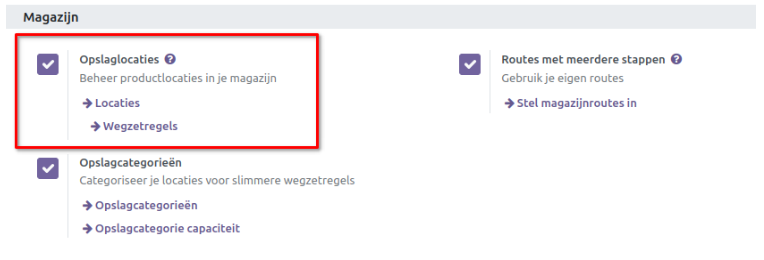 Magazijn
Opslaglocaties
Beheer productlocaties in je magazijn
Locaties
Wegzetregels
Routes met meerdere stappen
Gebruik je eigen routes
Stel magazijnroutes in
Opslagcategorieën
Categoriseer je locaties voor slimmere wegzetregels
Opslagcategorieën
Opslagcategorie capaciteit